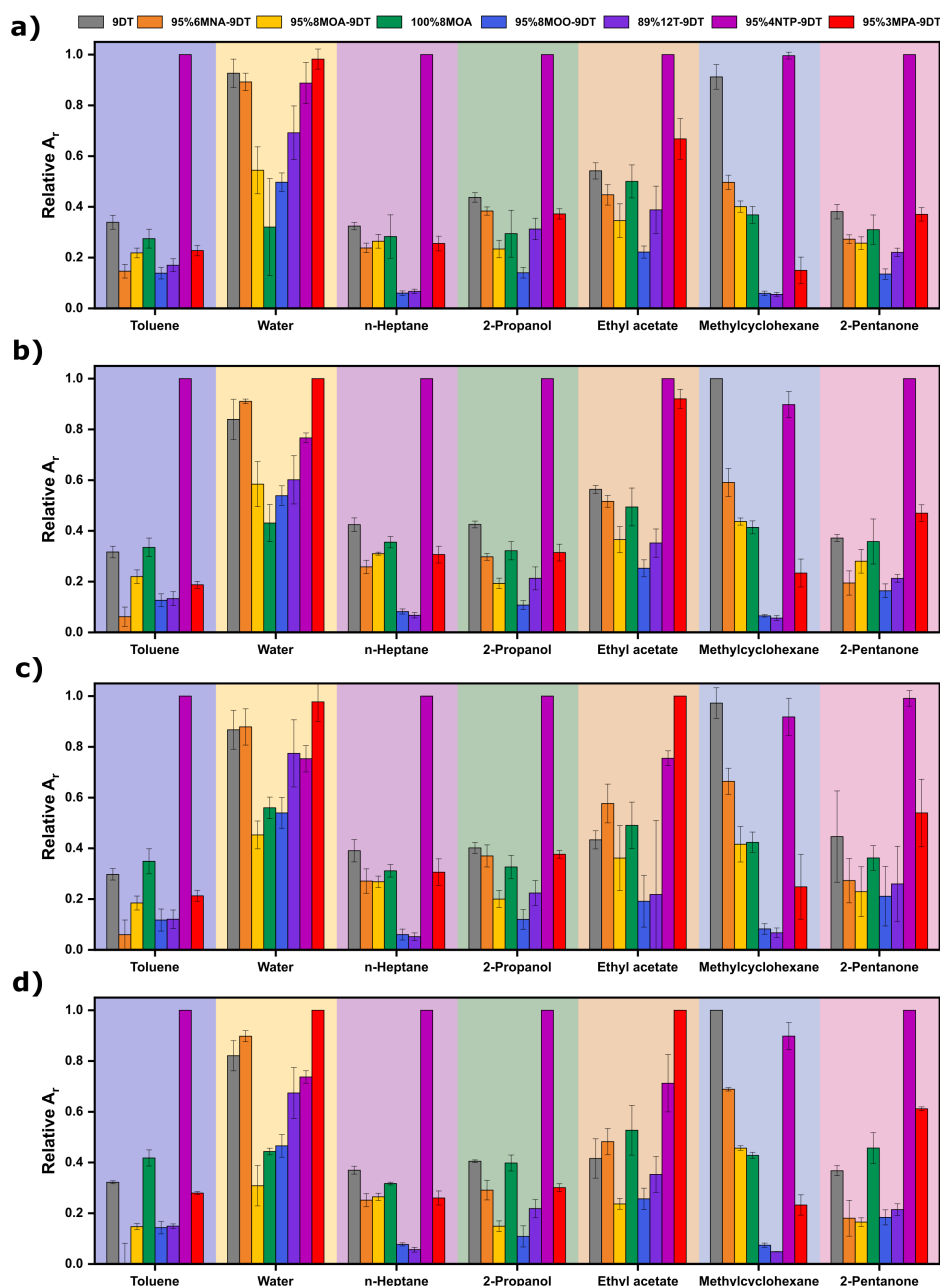 9DT 95%6MNA-9DT 95%8MOA-9DT 100%8MOA 95%8MOO-9DT 89%12T-9DT 95%4NTP-9DT 95%3MPA-9DT
a)
1.0
0.8
0.6
0.4
0.2
0.0
Relative Ar
Toluene Water n-Heptane 2-Propanol Ethyl acetate Methylcyclohexane 2-Pentanone
b)
1.0
0.8
0.6
0.4
0.2
0.0
Relative Ar
Toluene Water n-Heptane 2-Propanol Ethyl acetate Methylcyclohexane 2-Pentanone
c)
1.0
0.8
0.6
0.4
0.2
0.0
Relative Ar
Toluene Water n-Heptane 2-Propanol Ethyl acetate Methylcyclohexane 2-Pentanone
d)
1.0
0.8
0.6
0.4
0.2
0.0
Relative Ar
Toluene Water n-Heptane 2-Propanol Ethyl acetate Methylcyclohexane 2-Pentanone